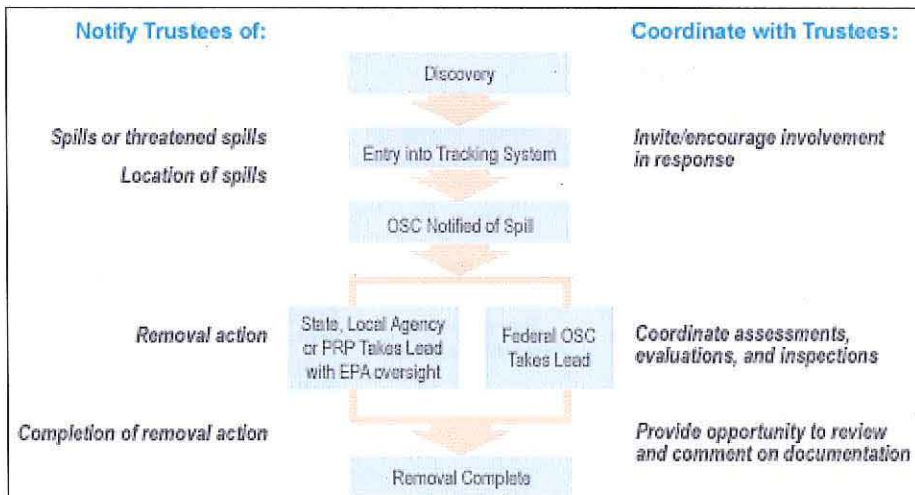 Notify Trustees of:
Coordinate with Trustees:
Discovery
Spills or threatened spills
Location of spills
Entry into Tracking System
Invite/encourage involvement
in response
OSC Notified of Spill
Removal action
State, Local Agency
or PRP Takes Lead
with EPA oversight
Federal OSC
Takes Lead
Coordinate assessments,
evaluations, and inspections
Completion of removal action
Provide opportunity to review
and comment on documentation
Removal Complete